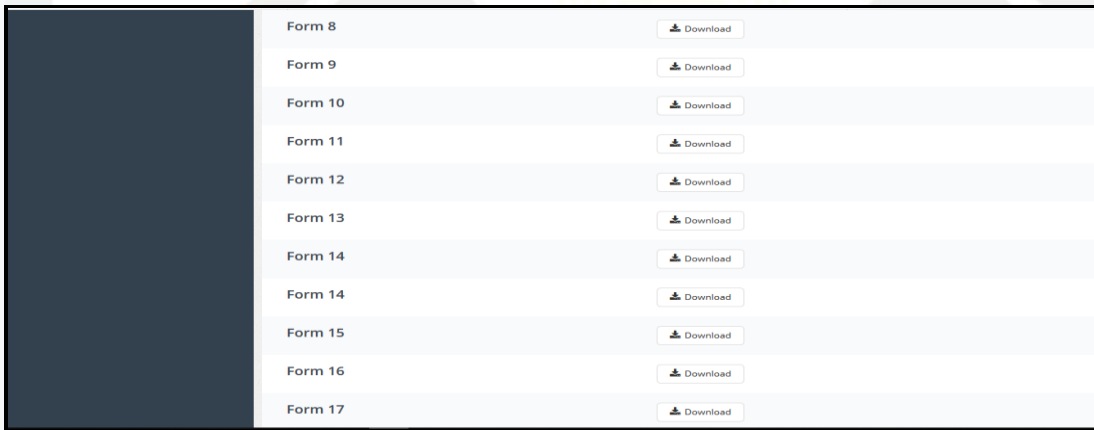 Form 8 Download
Form 9 Download
Form 10 Download
Form 11 Download
Form 12 Download
Form 13 Download
Form 14 Download
Form 14 Download
Form 15 Download
Form 16 Download
Form 17 Download